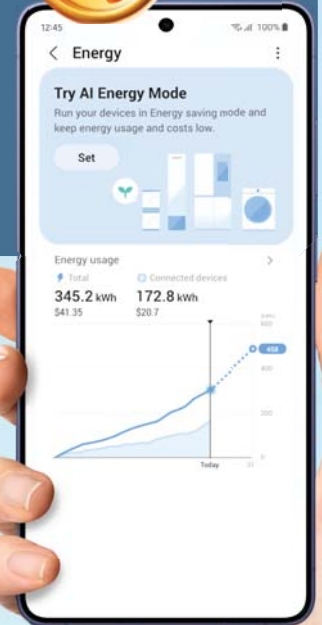 12:45 100%
Energy
Try AI Energy Mode
Run your devices in Energy saving mode and
keep energy usage and costs low.
Set
Energy usage
Total Connected devices
345.2 kWh 172.8 kWh
$41.35 $20.7
(kWh)
600
458
400
200
Today 31 0